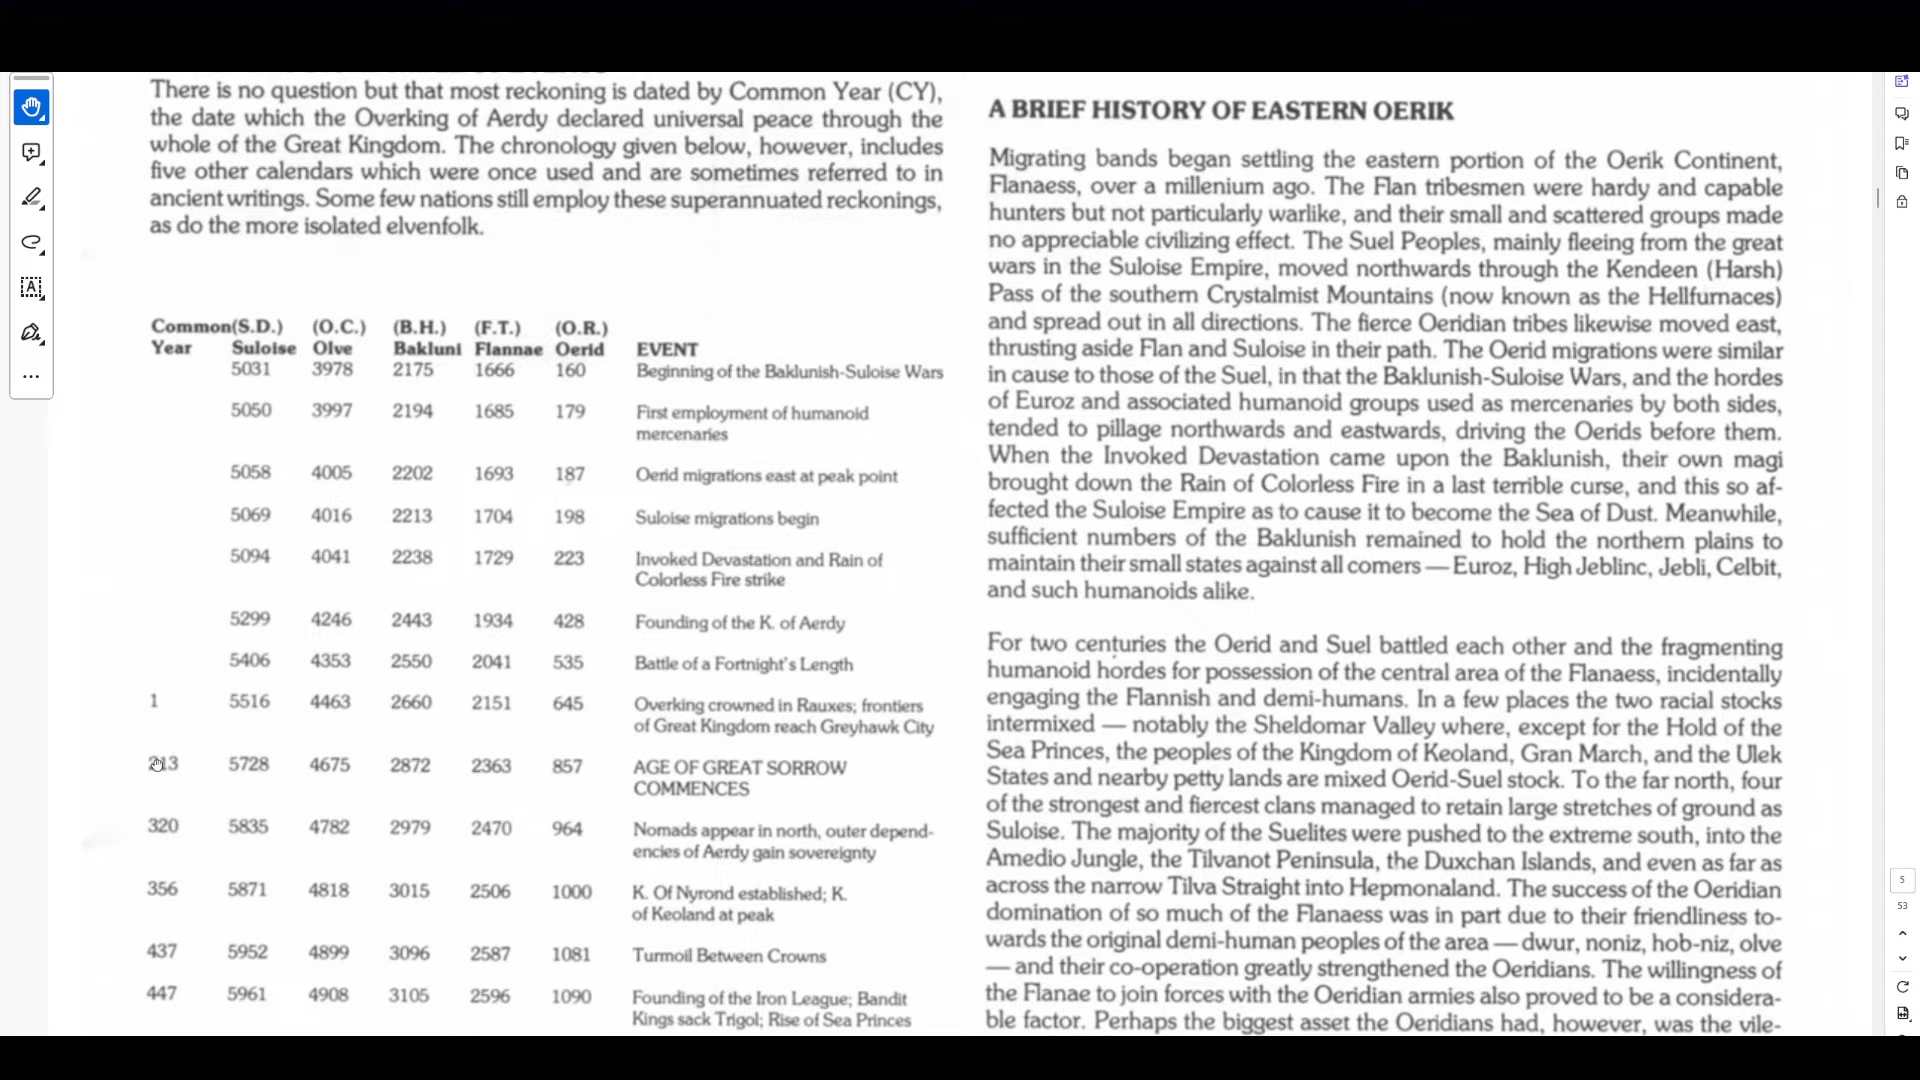 There is no question but that most reckoning is dated by Common Year (CY),
the date which the Overking of Aerdy declared universal peace through the
whole of the Great Kingdom. The chronology given below, however, includes
five other calendars which were once used and are sometimes referred to in
ancient writings. Some few nations still employ these superannuated reckonings,
as do the more isolated elvenfolk.
Common(S.D.) (O.C.) (B.H.) (F.T.) (O.R.)
Year Suloise Olve Bakluni Flannae Oerid EVENT
5031 3978 2175 1666 160 Beginning of the Baklunish-Suloise Wars
5050 3997 2194 1685 179 First employment of humanoid
mercenaries
5058 4005 2202 1693 187 Oerid migrations east at peak point
5069 4016 2213 1704 198 Suloise migrations begin
5094 4041 2238 1729 223 Invoked Devastation and Rain of
Colorless Fire strike
5299 4246 2443 1934 428 Founding of the K. of Aerdy
5406 4353 2550 2041 535 Battle of a Fortnight's Length
1 5516 4463 2660 2151 645 Overking crowned in Rauxes; frontiers
of Great Kingdom reach Greyhawk City
213 5728 4675 2872 2363 857 AGE OF GREAT SORROW
COMMENCES
320 5835 4782 2979 2470 964 Nomads appear in north, outer depend-
encies of Aerdy gain sovereignty
356 5871 4818 3015 2506 1000 K. Of Nyrond established; K.
of Keoland at peak
437 5952 4899 3096 2587 1081 Turmoil Between Crowns
447 5961 4908 3105 2596 1090 Founding of the Iron League; Bandit
Kings sack Trigol; Rise of Sea Princes
A BRIEF HISTORY OF EASTERN OERIK
Migrating bands began settling the eastern portion of the Oerik Continent,
Flanaess, over a millenium ago. The Flan tribesmen were hardy and capable
hunters but not particularly warlike, and their small and scattered groups made
no appreciable civilizing effect. The Suel Peoples, mainly fleeing from the great
wars in the Suloise Empire, moved northwards through the Kendeen (Harsh)
Pass of the southern Crystalmist Mountains (now known as the Hellfurnaces)
and spread out in all directions. The fierce Oeridian tribes likewise moved east,
thrusting aside Flan and Suloise in their path. The Oerid migrations were similar
in cause to those of the Suel, in that the Baklunish-Suloise Wars, and the hordes
of Euroz and associated humanoid groups used as mercenaries by both sides,
tended to pillage northwards and eastwards, driving the Oerids before them.
When the Invoked Devastation came upon the Baklunish, their own magi
brought down the Rain of Colorless Fire in a last terrible curse, and this so af-
fected the Suloise Empire as to cause it to become the Sea of Dust. Meanwhile,
sufficient numbers of the Baklunish remained to hold the northern plains to
maintain their small states against all comers — Euroz, High Jeblinc, Jebli, Celbit,
and such humanoids alike.
For two centuries the Oerid and Suel battled each other and the fragmenting
humanoid hordes for possession of the central area of the Flanaess, incidentally
engaging the Flannish and demi-humans. In a few places the two racial stocks
intermixed — notably the Sheldomar Valley where, except for the Hold of the
Sea Princes, the peoples of the Kingdom of Keoland, Gran March, and the Ulek
States and nearby petty lands are mixed Oerid-Suel stock. To the far north, four
of the strongest and fiercest clans managed to retain large stretches of ground as
Suloise. The majority of the Suelites were pushed to the extreme south, into the
Amedio Jungle, the Tilvanot Peninsula, the Duxchan Islands, and even as far as
across the narrow Tilva Straight into Hepmonaland. The success of the Oeridian
domination of so much of the Flanaess was in part due to their friendliness to-
wards the original demi-human peoples of the area — dwur, noniz, hob-niz, olve
— and their co-operation greatly strengthened the Oeridians. The willingness of
the Flanae to join forces with the Oeridian armies also proved to be a considera-
ble factor. Perhaps the biggest asset the Oeridians had, however, was the vile-
5
53